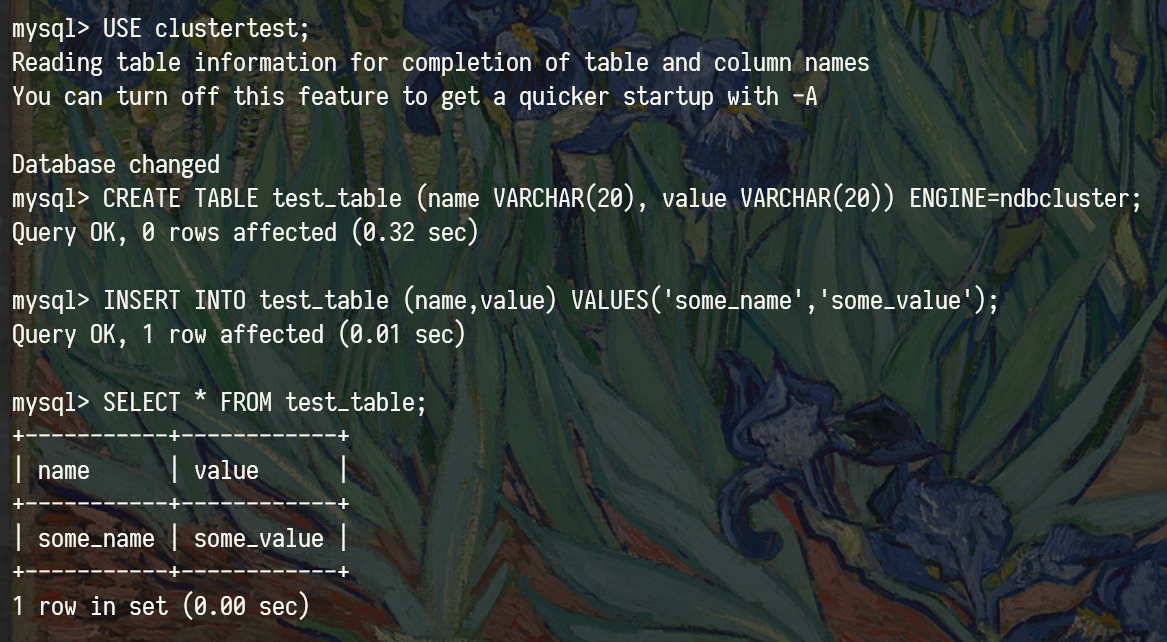 mysql> USE clustertest;
Reading table information for completion of table and column names
You can turn off this feature to get a quicker startup with -A

Database changed
mysql> CREATE TABLE test_table (name VARCHAR(20), value VARCHAR(20)) ENGINE=ndbcluster;
Query OK, 0 rows affected (0.32 sec)

mysql> INSERT INTO test_table (name,value) VALUES('some_name','some_value');
Query OK, 1 row affected (0.01 sec)

mysql> SELECT * FROM test_table;
+-----------+------------+
| name      | value      |
+-----------+------------+
| some_name | some_value |
+-----------+------------+
1 row in set (0.00 sec)